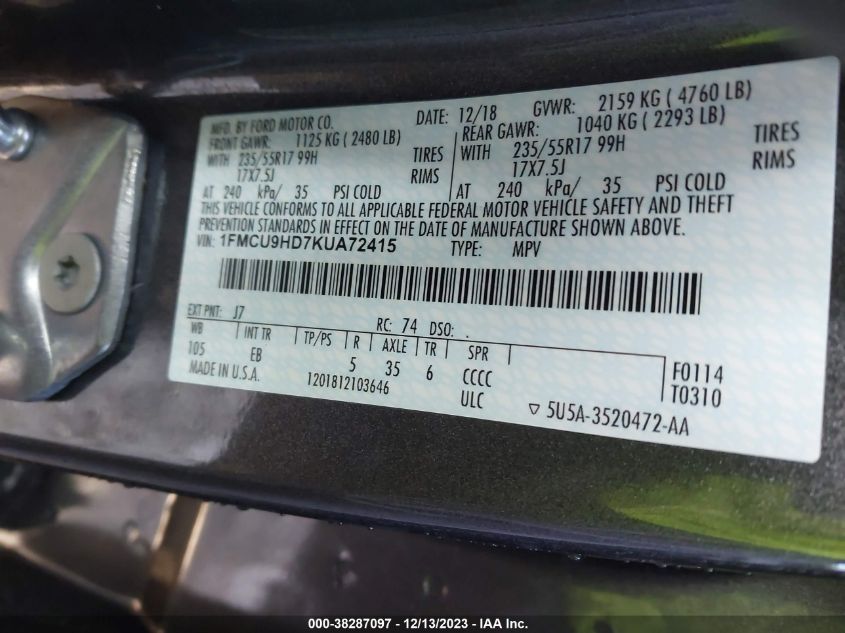 MFD. BY FORD MOTOR CO. DATE: 12/18 GVWR: 2159 KG ( 4760 LB)
FRONT GAWR: 1125 KG ( 2480 LB) REAR GAWR: 1040 KG ( 2293 LB)
WITH 235/55R17 99H TIRES WITH 235/55R17 99H TIRES
17X7.5J RIMS 17X7.5J RIMS
AT 240 kPa/ 35 PSI COLD AT 240 kPa/ 35 PSI COLD
THIS VEHICLE CONFORMS TO ALL APPLICABLE FEDERAL MOTOR VEHICLE SAFETY AND THEFT
PREVENTION STANDARDS IN EFFECT ON THE DATE OF MANUFACTURE SHOWN ABOVE.
VIN: 1FMCU9HD7KUA72415 TYPE: MPV
EXT PNT: J7 RC: 74 DSO: .
WB INT TR TP/PS R AXLE TR SPR
105 EB 5 35 6 CCCC F0114
MADE IN U.S.A. 1201812103646 ULC T0310
5U5A-3520472-AA
000-38287097 - 12/13/2023 - IAA Inc.